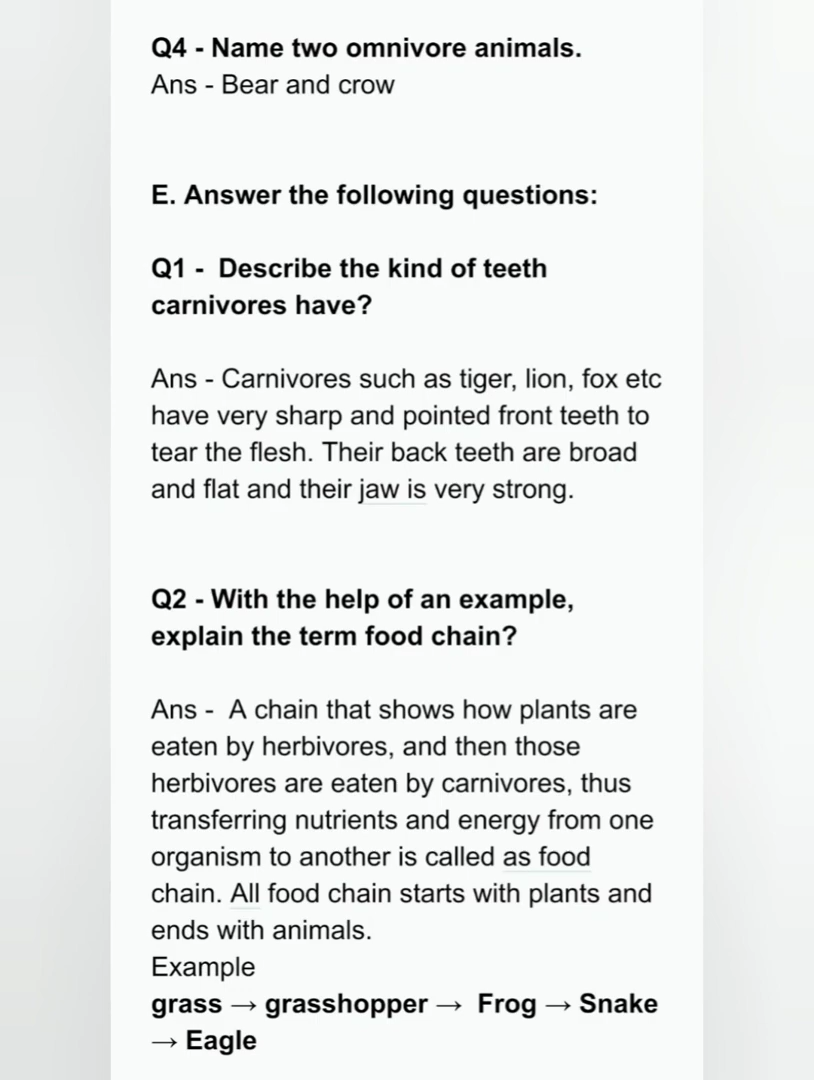 Q4 - Name two omnivore animals.
Ans - Bear and crow
E. Answer the following questions:
Q1 -  Describe the kind of teeth
carnivores have?
Ans - Carnivores such as tiger, lion, fox etc
have very sharp and pointed front teeth to
tear the flesh. Their back teeth are broad
and flat and their jaw is very strong.
Q2 - With the help of an example,
explain the term food chain?
Ans -  A chain that shows how plants are
eaten by herbivores, and then those
herbivores are eaten by carnivores, thus
transferring nutrients and energy from one
organism to another is called as food
chain. All food chain starts with plants and
ends with animals.
Example
grass → grasshopper →  Frog → Snake
→ Eagle